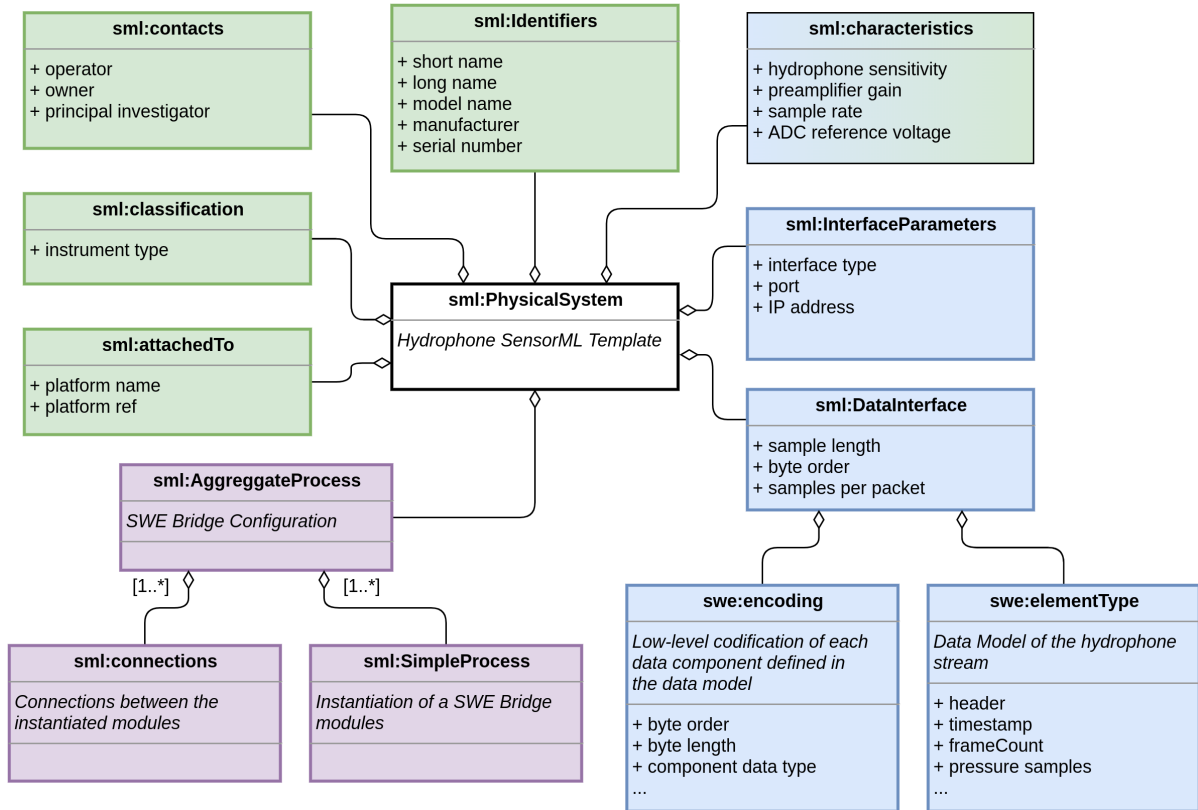 sml:contacts
+ operator
+ owner
+ principal investigator
sml:Identifiers
+ short name
+ long name
+ model name
+ manufacturer
+ serial number
sml:characteristics
+ hydrophone sensitivity
+ preamplifier gain
+ sample rate
+ ADC reference voltage
sml:classification
+ instrument type
sml:InterfaceParameters
+ interface type
+ port
+ IP address
sml:PhysicalSystem
Hydrophone SensorML Template
sml:attachedTo
+ platform name
+ platform ref
sml:DataInterface
+ sample length
+ byte order
+ samples per packet
sml:AggreggateProcess
SWE Bridge Configuration
[1..*]
[1..*]
sml:connections
Connections between the
instantiated modules
sml:SimpleProcess
Instantiation of a SWE Bridge
modules
swe:encoding
Low-level codification of each
data component defined in
the data model
+ byte order
+ byte length
+ component data type
...
swe:elementType
Data Model of the hydrophone
stream
+ header
+ timestamp
+ frameCount
+ pressure samples
...